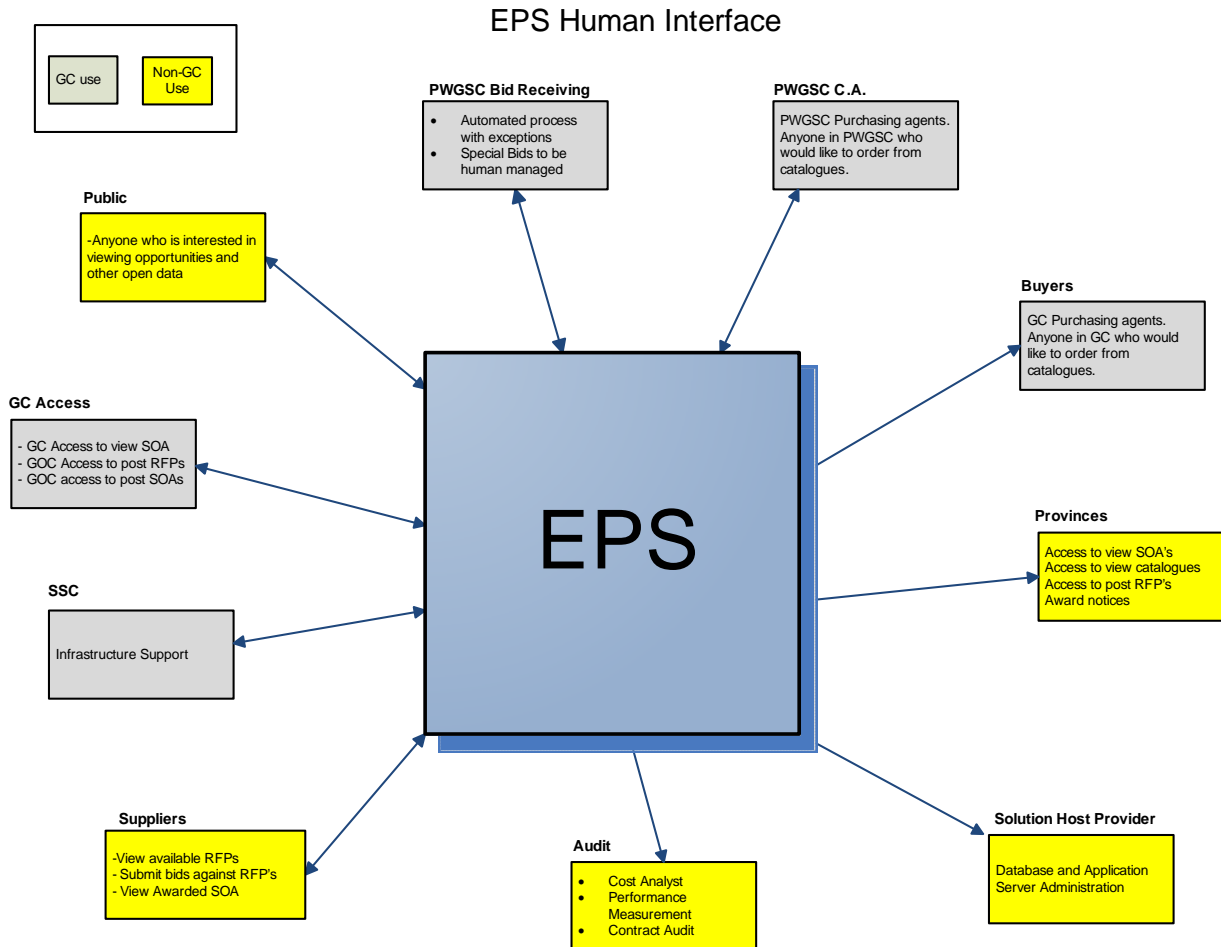 EPS Human Interface
GC use
Non-GC
Use
PWGSC Bid Receiving
• Automated process
with exceptions
• Special Bids to be
human managed
PWGSC C.A.
PWGSC Purchasing agents.
Anyone in PWGSC who
would like to order from
catalogues.
Public
-Anyone who is interested in
viewing opportunities and
other open data
Buyers
GC Purchasing agents.
Anyone in GC who would
like to order from
catalogues.
GC Access
- GC Access to view SOA
- GOC Access to post RFPs
- GOC access to post SOAs
EPS
Provinces
Access to view SOA's
Access to view catalogues
Access to post RFP's
Award notices
SSC
Infrastructure Support
Suppliers
-View available RFPs
- Submit bids against RFP's
- View Awarded SOA
Audit
• Cost Analyst
• Performance
Measurement
• Contract Audit
Solution Host Provider
Database and Application
Server Administration